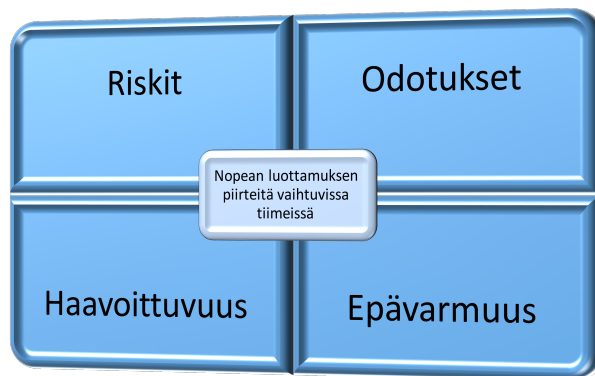 Riskit
Odotukset
Nopean luottamuksen
piirteitä vaihtuvissa
tiimeissä
Haavoittuvuus
Epävarmuus